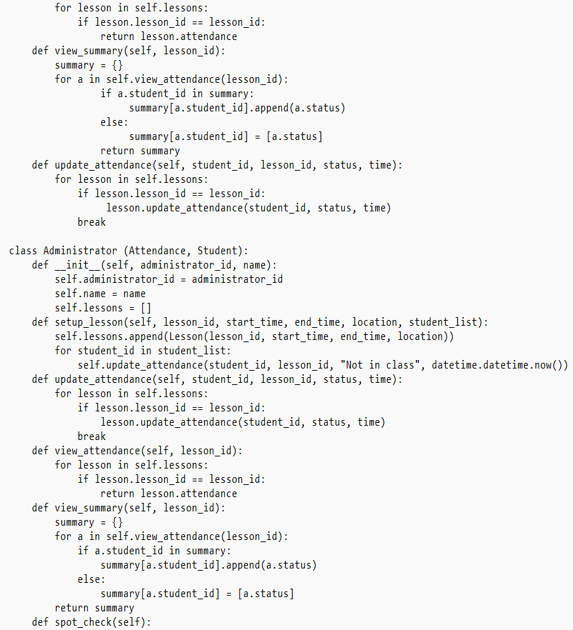 for lesson in self.lessons:
            if lesson.lesson_id == lesson_id:
                return lesson.attendance
    def view_summary(self, lesson_id):
        summary = {}
        for a in self.view_attendance(lesson_id):
                if a.student_id in summary:
                     summary[a.student_id].append(a.status)
                else:
                     summary[a.student_id] = [a.status]
                return summary
    def update_attendance(self, student_id, lesson_id, status, time):
        for lesson in self.lessons:
            if lesson.lesson_id == lesson_id:
                 lesson.update_attendance(student_id, status, time)
            break

class Administrator (Attendance, Student):
    def __init__(self, administrator_id, name):
        self.administrator_id = administrator_id
        self.name = name
        self.lessons = []
    def setup_lesson(self, lesson_id, start_time, end_time, location, student_list):
        self.lessons.append(Lesson(lesson_id, start_time, end_time, location))
        for student_id in student_list:
            self.update_attendance(student_id, lesson_id, "Not in class", datetime.datetime.now())
    def update_attendance(self, student_id, lesson_id, status, time):
        for lesson in self.lessons:
            if lesson.lesson_id == lesson_id:
                lesson.update_attendance(student_id, status, time)
            break
    def view_attendance(self, lesson_id):
        for lesson in self.lessons:
            if lesson.lesson_id == lesson_id:
                return lesson.attendance
    def view_summary(self, lesson_id):
        summary = {}
        for a in self.view_attendance(lesson_id):
            if a.student_id in summary:
                summary[a.student_id].append(a.status)
            else:
                summary[a.student_id] = [a.status]
        return summary
    def spot_check(self):